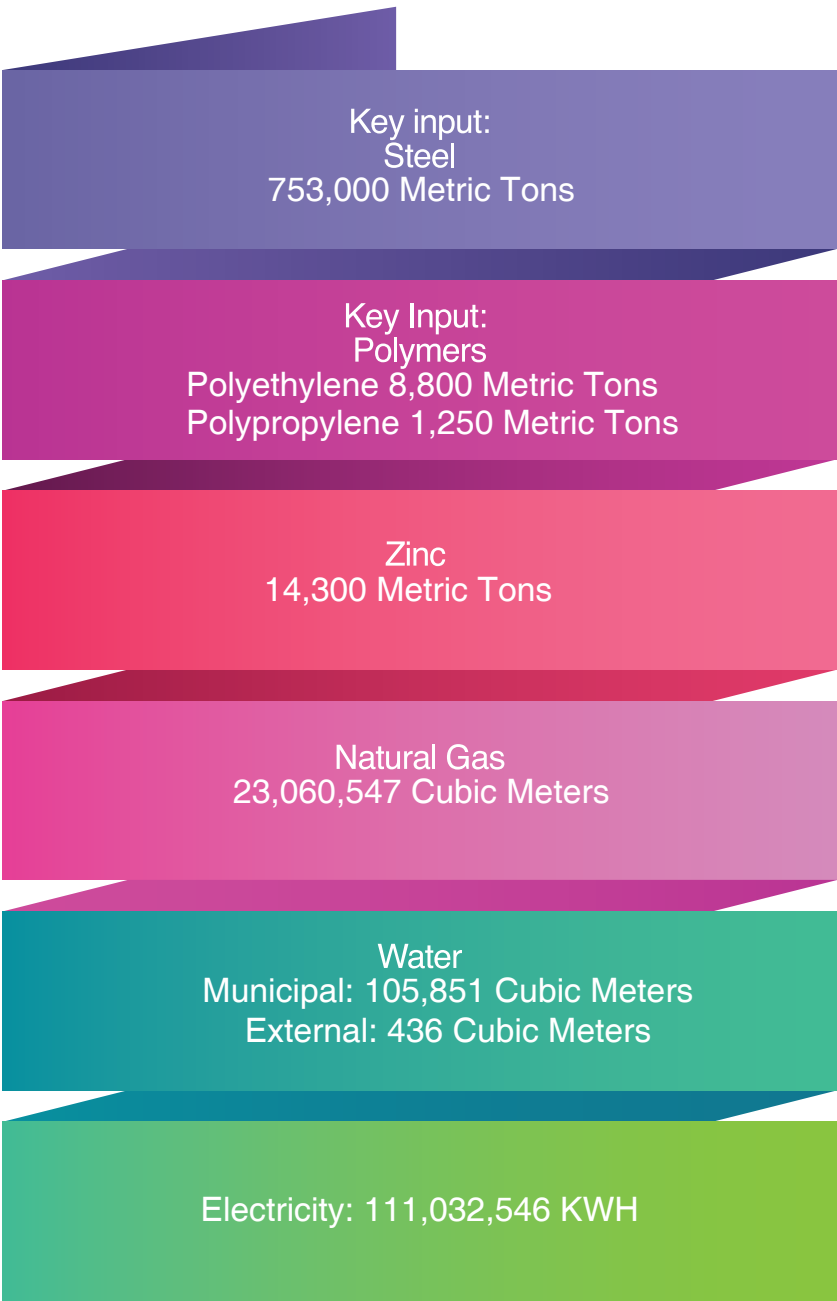 Key input:
Steel
753,000 Metric Tons
Key Input:
Polymers
Polyethylene 8,800 Metric Tons
Polypropylene 1,250 Metric Tons
Zinc
14,300 Metric Tons
Natural Gas
23,060,547 Cubic Meters
Water
Municipal: 105,851 Cubic Meters
External: 436 Cubic Meters
Electricity: 111,032,546 KWH